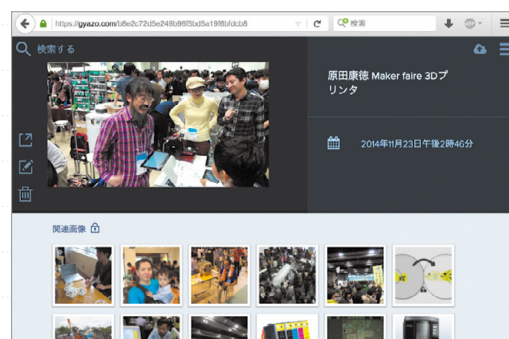 https://gyazo.com/b8e2c72d5e249b96f5bd5a19f6bfdcb8
検索
検索する
原田康徳 Maker faire 3Dプ
リンタ
2014年11月23日午後2時46分
関連画像